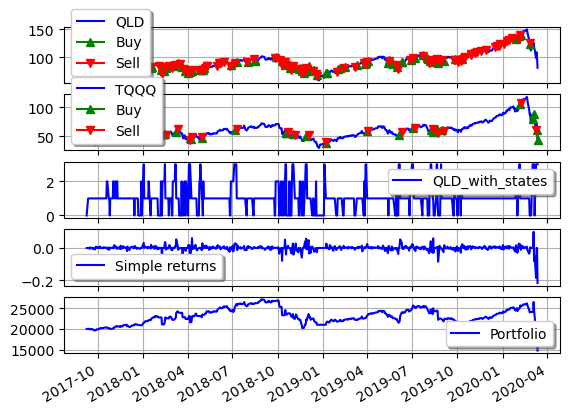 150
100
QLD
Buy
Sell
100
50
TQQQ
Buy
Sell
2
0
QLD_with_states
0.0
−0.2
Simple returns
25000
20000
15000
Portfolio
2017-10
2018-01
2018-04
2018-07
2018-10
2019-01
2019-04
2019-07
2019-10
2020-01
2020-04